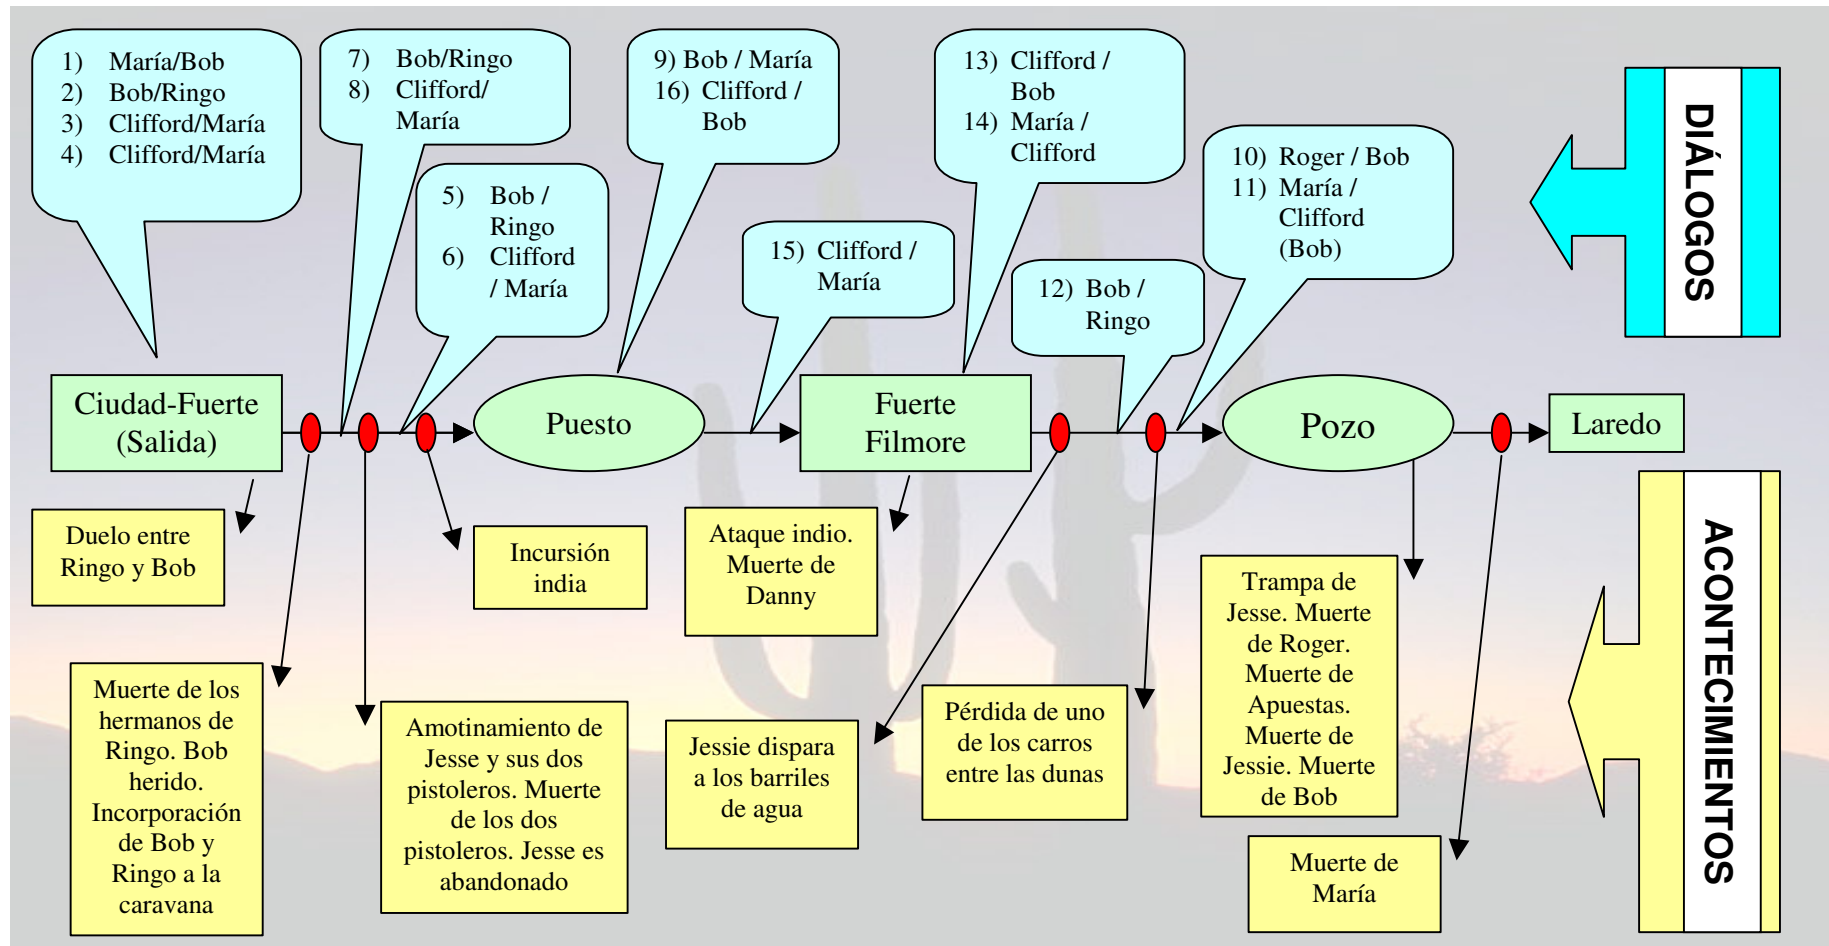 1) María/Bob
2) Bob/Ringo
3) Clifford/María
4) Clifford/María
7) Bob/Ringo
8) Clifford/
María
5) Bob /
Ringo
6) Clifford
/ María
9) Bob / María
16) Clifford /
Bob
15) Clifford /
María
13) Clifford /
Bob
14) María /
Clifford
12) Bob /
Ringo
10) Roger / Bob
11) María /
Clifford
(Bob)
DIÁLOGOS
Ciudad-Fuerte
(Salida)
Puesto
Fuerte
Filmore
Pozo
Laredo
Duelo entre
Ringo y Bob
Muerte de los
hermanos de
Ringo. Bob
herido.
Incorporación
de Bob y
Ringo a la
caravana
Amotinamiento de
Jesse y sus dos
pistoleros. Muerte
de los dos
pistoleros. Jesse es
abandonado
Incursión
india
Ataque indio.
Muerte de
Danny
Jessie dispara
a los barriles
de agua
Pérdida de uno
de los carros
entre las dunas
Trampa de
Jesse. Muerte
de Roger.
Muerte de
Apuestas.
Muerte de
Jessie. Muerte
de Bob
Muerte de
María
ACONTECIMIENTOS